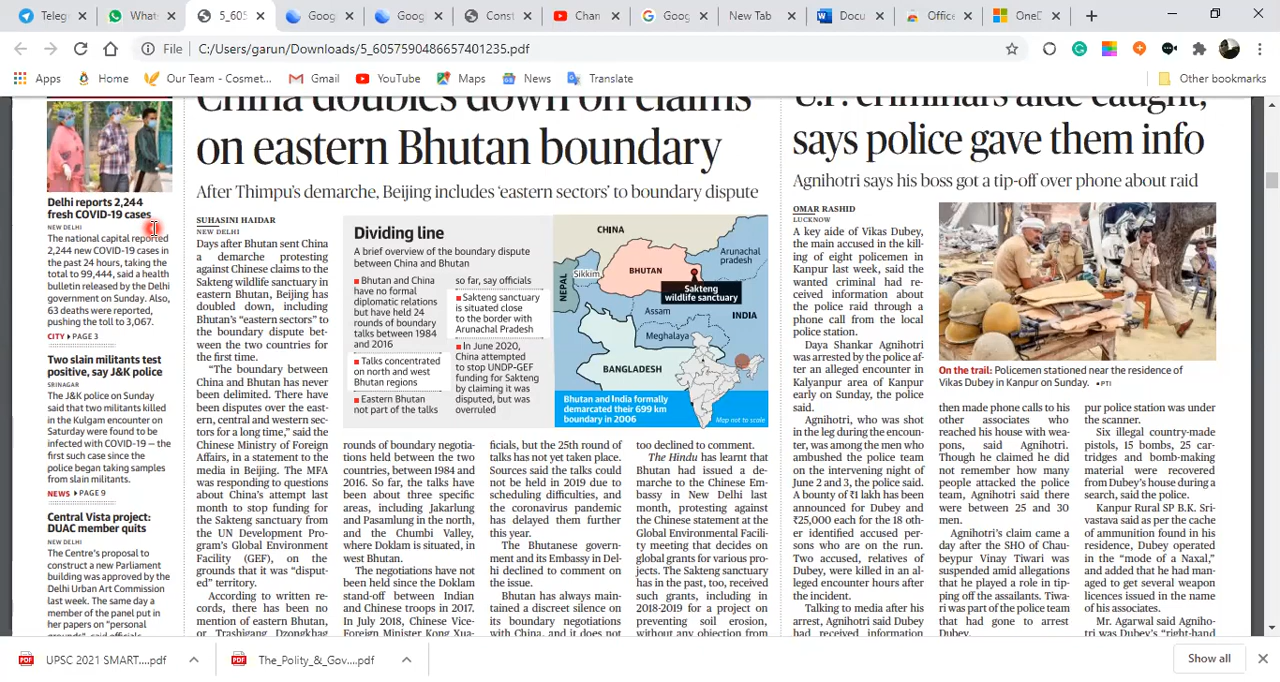 Teleg
What
5_605
Goog
Goog
Const
Chan
Goog
New Tab
Docu
Office
OneD
File
C:/Users/garun/Downloads/5_6057590486657401235.pdf
Apps
Home
Our Team - Cosmet...
Gmail
YouTube
Maps
News
Translate
Other bookmarks
Delhi reports 2,244
fresh COVID-19 cases
NEW DELHI
The national capital reported
2,244 new COVID-19 cases in
the past 24 hours, taking the
total to 99,444, said a health
bulletin released by the Delhi
government on Sunday. Also,
63 deaths were reported,
pushing the toll to 3,067.
CITY ▸ PAGE 3
Two slain militants test
positive, say J&K police
SRINAGAR
The J&K police on Sunday
said that two militants killed
in the Kulgam encounter on
Saturday were found to be
infected with COVID-19 — the
first such case since the
police began taking samples
from slain militants.
NEWS ▸ PAGE 9
Central Vista project:
DUAC member quits
NEW DELHI
The Centre's proposal to
construct a new Parliament
building was approved by the
Delhi Urban Art Commission
last week. The same day a
member of the panel put in
her papers on "personal
grounds", said officials
China doubles down on claims
on eastern Bhutan boundary
After Thimpu's demarche, Beijing includes 'eastern sectors' to boundary dispute
SUHASINI HAIDAR
NEW DELHI
Days after Bhutan sent China
a demarche protesting
against Chinese claims to the
Sakteng wildlife sanctuary in
eastern Bhutan, Beijing has
doubled down, including
Bhutan's "eastern sectors" to
the boundary dispute bet-
ween the two countries for
the first time.
"The boundary between
China and Bhutan has never
been delimited. There have
been disputes over the east-
ern, central and western sec-
tors for a long time," said the
Chinese Ministry of Foreign
Affairs, in a statement to the
media in Beijing. The MFA
was responding to questions
about China's attempt last
month to stop funding for
the Sakteng sanctuary from
the UN Development Pro-
gram's Global Environment
Facility (GEF), on the
grounds that it was "disput-
ed" territory.
According to written re-
cords, there has been no
mention of eastern Bhutan,
or Trashigang Dzongkhag
Dividing line
A brief overview of the boundary dispute
between China and Bhutan
■ Bhutan and China
have no formal
diplomatic relations
but have held 24
rounds of boundary
talks between 1984
and 2016
■ Talks concentrated
on north and west
Bhutan regions
■ Eastern Bhutan
not part of the talks
so far, say officials
■ Sakteng sanctuary
is situated close
to the border with
Arunachal Pradesh
■ In June 2020,
China attempted
to stop UNDP-GEF
funding for Sakteng
by claiming it was
disputed, but was
overruled
CHINA
Arunachal
pradesh
BHUTAN
Sikkim
NEPAL
Sakteng
wildlife sanctuary
Assam
INDIA
Meghalaya
BANGLADESH
Bhutan and India formally
demarcated their 699 km
boundary in 2006
Map not to scale
rounds of boundary negotia-
tions held between the two
countries, between 1984 and
2016. So far, the talks have
been about three specific
areas, including Jakarlung
and Pasamlung in the north,
and the Chumbi Valley,
where Doklam is situated, in
west Bhutan.
The negotiations have not
been held since the Doklam
stand-off between Indian
and Chinese troops in 2017.
In July 2018, Chinese Vice-
Foreign Minister Kong Xua-
ficials, but the 25th round of
talks has not yet taken place.
Sources said the talks could
not be held in 2019 due to
scheduling difficulties, and
the coronavirus pandemic
has delayed them further
this year.
The Bhutanese govern-
ment and its Embassy in Del-
hi declined to comment on
the issue.
Bhutan has always main-
tained a discreet silence on
its boundary negotiations
with China, and it does not
too declined to comment.
The Hindu has learnt that
Bhutan had issued a de-
marche to the Chinese Em-
bassy in New Delhi last
month, protesting against
the Chinese statement at the
Global Environmental Facili-
ty meeting that decides on
global grants for various pro-
jects. The Sakteng sanctuary
has in the past, too, received
such grants, including in
2018-2019 for a project on
preventing soil erosion,
without any objection from
U.P. criminal's aide caught,
says police gave them info
Agnihotri says his boss got a tip-off over phone about raid
OMAR RASHID
LUCKNOW
A key aide of Vikas Dubey,
the main accused in the kill-
ing of eight policemen in
Kanpur last week, said the
wanted criminal had re-
ceived information about
the police raid through a
phone call from the local
police station.
Daya Shankar Agnihotri
was arrested by the police af-
ter an alleged encounter in
Kalyanpur area of Kanpur
early on Sunday, the police
said.
Agnihotri, who was shot
in the leg during the encoun-
ter, was among the men who
ambushed the police team
on the intervening night of
June 2 and 3, the police said.
A bounty of ₹1 lakh has been
announced for Dubey and
₹25,000 each for the 18 oth-
er identified accused per-
sons who are on the run.
Two accused, relatives of
Dubey, were killed in an al-
leged encounter hours after
the incident.
Talking to media after his
arrest, Agnihotri said Dubey
had received information
On the trail: Policemen stationed near the residence of
Vikas Dubey in Kanpur on Sunday. ▪PTI
then made phone calls to his
other associates who
reached his house with wea-
pons, said Agnihotri.
Though he claimed he did
not remember how many
people attacked the police
team, Agnihotri said there
were between 25 and 30
men.
Agnihotri's claim came a
day after the SHO of Chau-
beypur Vinay Tiwari was
suspended amid allegations
that he played a role in tip-
ping off the assailants. Tiwa-
ri was part of the police team
that had gone to arrest
Dubey.
pur police station was under
the scanner.
Six illegal country-made
pistols, 15 bombs, 25 car-
tridges and bomb-making
material were recovered
from Dubey's house during a
search, said the police.
Kanpur Rural SP B.K. Sri-
vastava said as per the cache
of ammunition found in his
residence, Dubey operated
in the "mode of a Naxal,"
and added that he had man-
aged to get several weapon
licences issued in the name
of his associates.
Mr. Agarwal said Agniho-
tri was Dubey's "right-hand
UPSC 2021 SMART....pdf
The_Polity_&_Gov....pdf
Show all